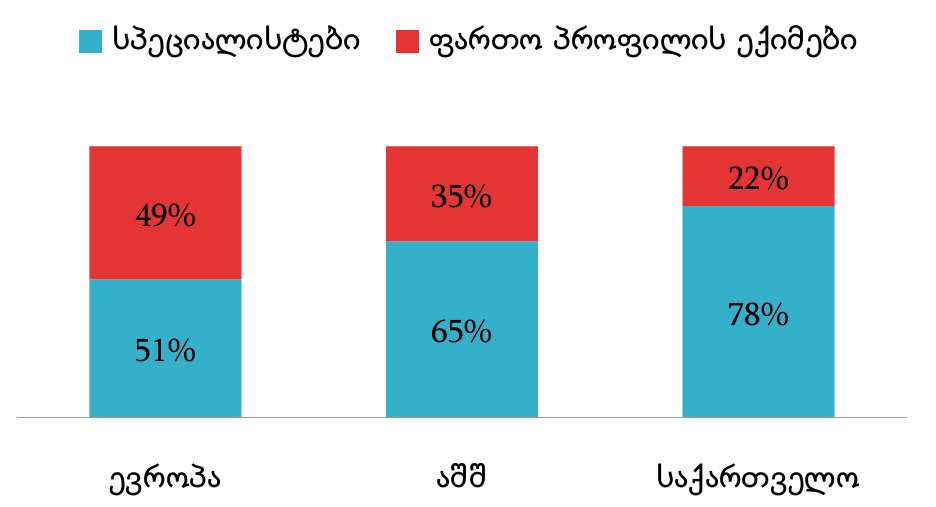 სპეციალისტები ფართო პროფილის ექიმები
49% 35% 22%
51% 65% 78%
ევროპა აშშ საქართველო